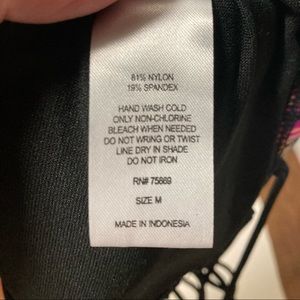 81% NYLON
19% SPANDEX
HAND WASH COLD
ONLY NON-CHLORINE
BLEACH WHEN NEEDED
DO NOT WRING OR TWIST
LINE DRY IN SHADE
DO NOT IRON
RN# 75669
SIZE M
MADE IN INDONESIA